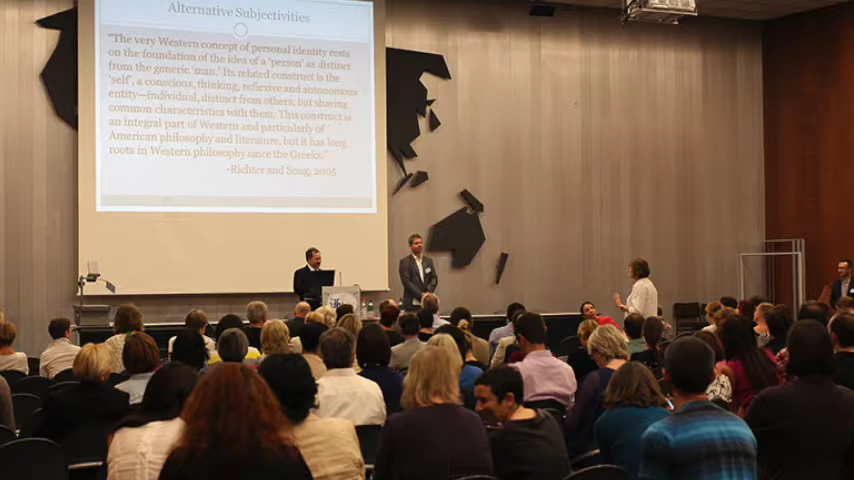 Alternative Subjectivities
"The very Western concept of personal identity rests
on the foundation of the idea of a 'person' as distinct
from the generic 'man.' Its related construct is the
'self', a conscious, thinking, reflexive and autonomous
entity—individual, distinct from others, but sharing
common characteristics with them. This construct is
an integral part of Western and particularly of
American philosophy and literature, but it has long
roots in Western philosophy since the Greeks."
-Richter and Song, 2005